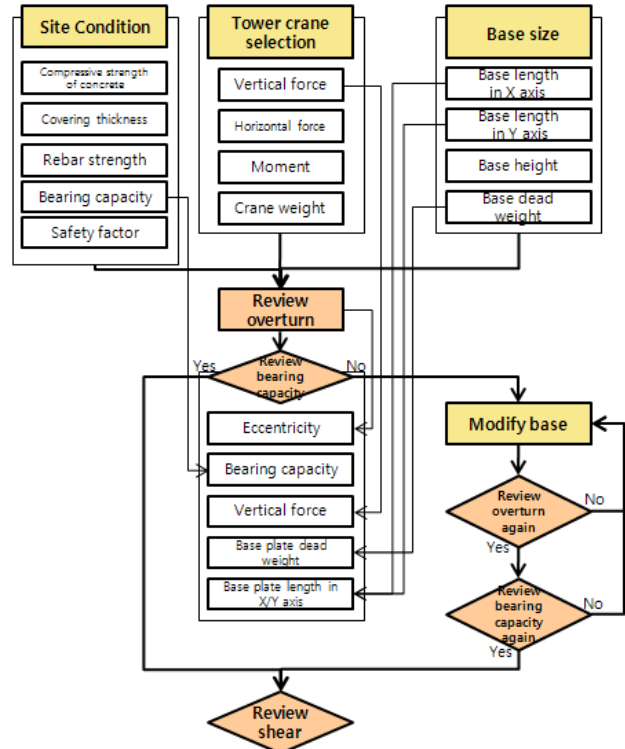 Site Condition
Compressive strength
of concrete
Covering thickness
Rebar strength
Bearing capacity
Safety factor
Tower crane
selection
Vertical force
Horizontal force
Moment
Crane weight
Base size
Base length
in X axis
Base length
in Y axis
Base height
Base dead
weight
Review
overturn
Yes
Review
bearing
capacity
No
Eccentricity
Bearing capacity
Vertical force
Base plate dead
weight
Base plate length in
X/Y axis
Modify base
Review
overturn
again
No
Yes
Review
bearing
capacity
again
No
Yes
Review
shear